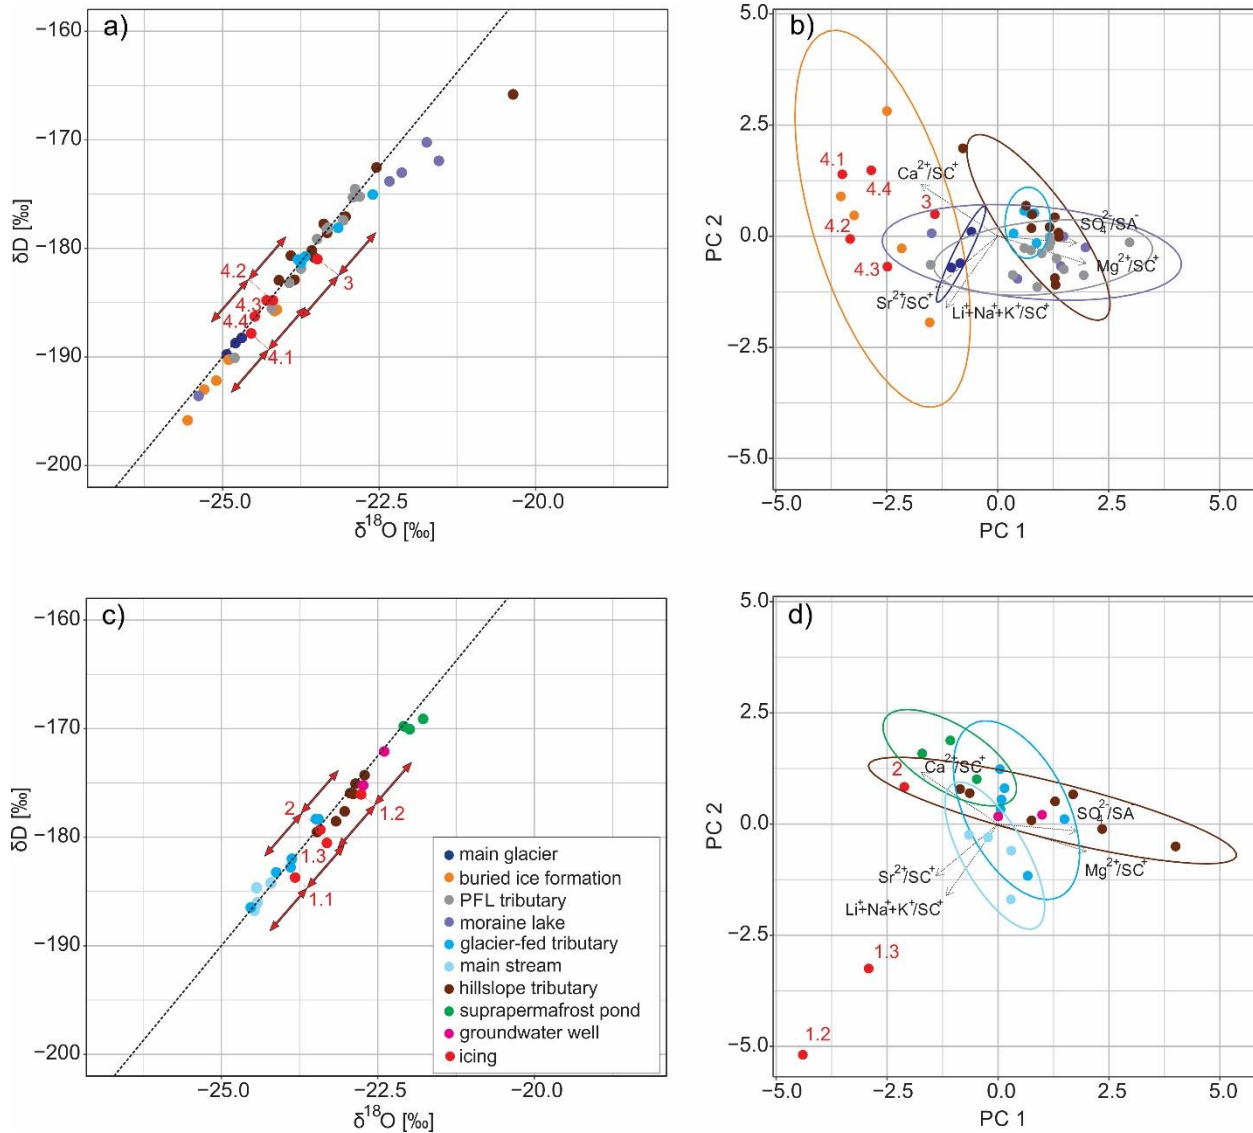 a)
−160
−170
−180
−190
−200
δD [‰]
4.2
4.3
4.4
4.1
3
−25.0
−22.5
−20.0
δ18O [‰]
b)
5.0
2.5
0.0
−2.5
−5.0
PC 2
4.1
4.4
4.2
4.3
3
Ca2+/SC+
SO42-/SA-
Mg2+/SC+
Sr2+/SC+
Li++Na++K+/SC+
−5.0
−2.5
0.0
2.5
5.0
PC 1
c)
−160
−170
−180
−190
−200
δD [‰]
2
1.2
1.3
1.1
main glacier
buried ice formation
PFL tributary
moraine lake
glacier-fed tributary
main stream
hillslope tributary
suprapermafrost pond
groundwater well
icing
−25.0
−22.5
−20.0
δ18O [‰]
d)
5.0
2.5
0.0
−2.5
−5.0
PC 2
2
Ca2+/SC+
SO42-/SA
Mg2+/SC+
Sr2+/SC+
Li++Na++K+/SC+
1.3
1.2
−5.0
−2.5
0.0
2.5
5.0
PC 1